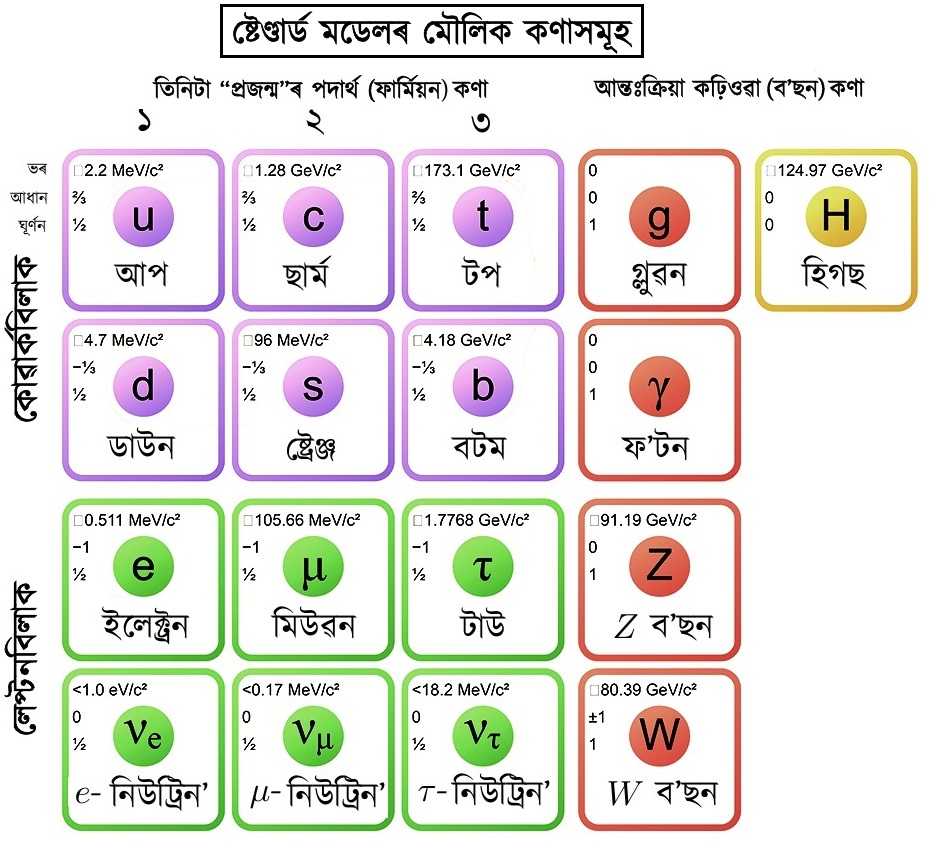 ষ্টেণ্ডাৰ্ড মডেলৰ মৌলিক কণাসমূহ
তিনিটা “প্ৰজন্ম”ৰ পদাৰ্থ (ফাৰ্মিয়ন) কণা
আন্তঃক্ৰিয়া কঢ়িওৱা (ব’ছন) কণা
১ ২ ৩
ভৰ
আধান
ঘূৰ্ণন
কোৱাৰ্কবিলাক
□2.2 MeV/c²
⅔
½
u
আপ
□1.28 GeV/c²
⅔
½
c
ছাৰ্ম
□173.1 GeV/c²
⅔
½
t
টপ
0
0
1
g
গ্লুৱন
□124.97 GeV/c²
0
0
H
হিগছ
□4.7 MeV/c²
−⅓
½
d
ডাউন
□96 MeV/c²
−⅓
½
s
ষ্ট্ৰেঞ্জ
□4.18 GeV/c²
−⅓
½
b
বটম
0
0
1
γ
ফ’টন
লেপ্টনবিলাক
□0.511 MeV/c²
−1
½
e
ইলেক্ট্ৰন
□105.66 MeV/c²
−1
½
μ
মিউৱন
□1.7768 GeV/c²
−1
½
τ
টাউ
□91.19 GeV/c²
0
1
Z
Z ব’ছন
<1.0 eV/c²
0
½
νe
e- নিউট্ৰিন’
<0.17 MeV/c²
0
½
νμ
μ- নিউট্ৰিন’
<18.2 MeV/c²
0
½
ντ
τ- নিউট্ৰিন’
□80.39 GeV/c²
±1
1
W
W ব’ছন